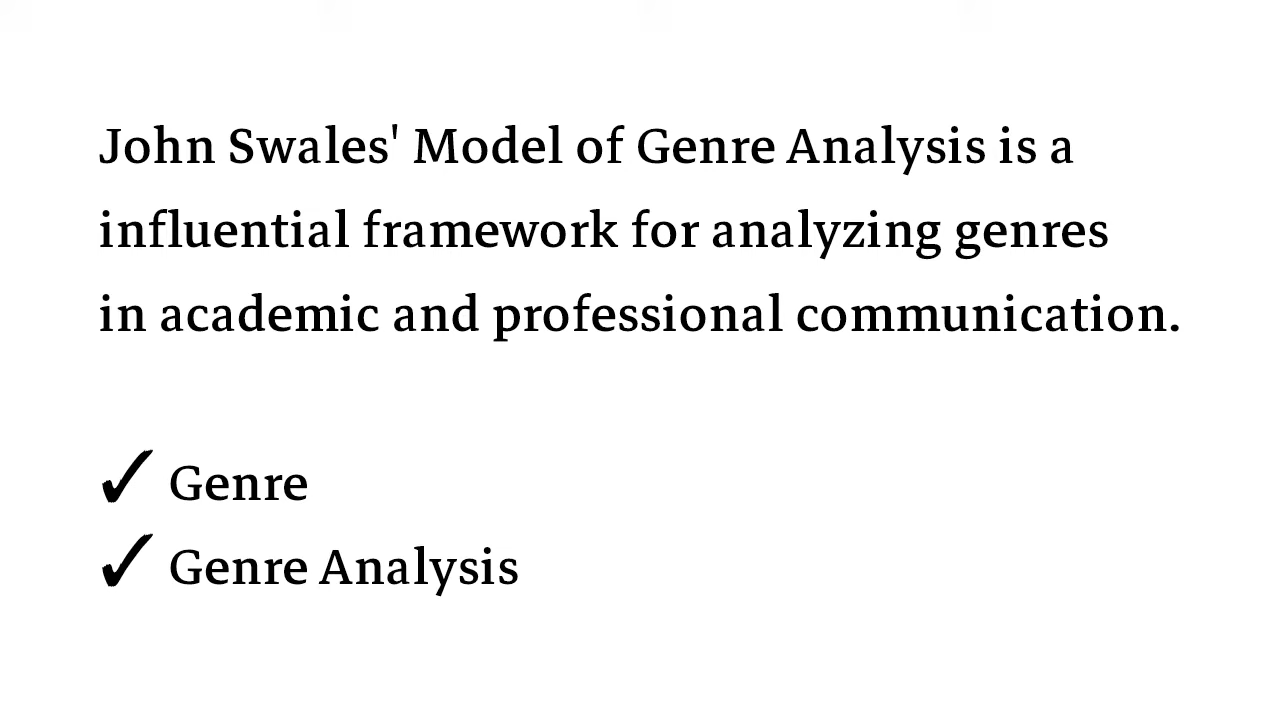 John Swales' Model of Genre Analysis is a
influential framework for analyzing genres
in academic and professional communication.
✓ Genre
✓ Genre Analysis